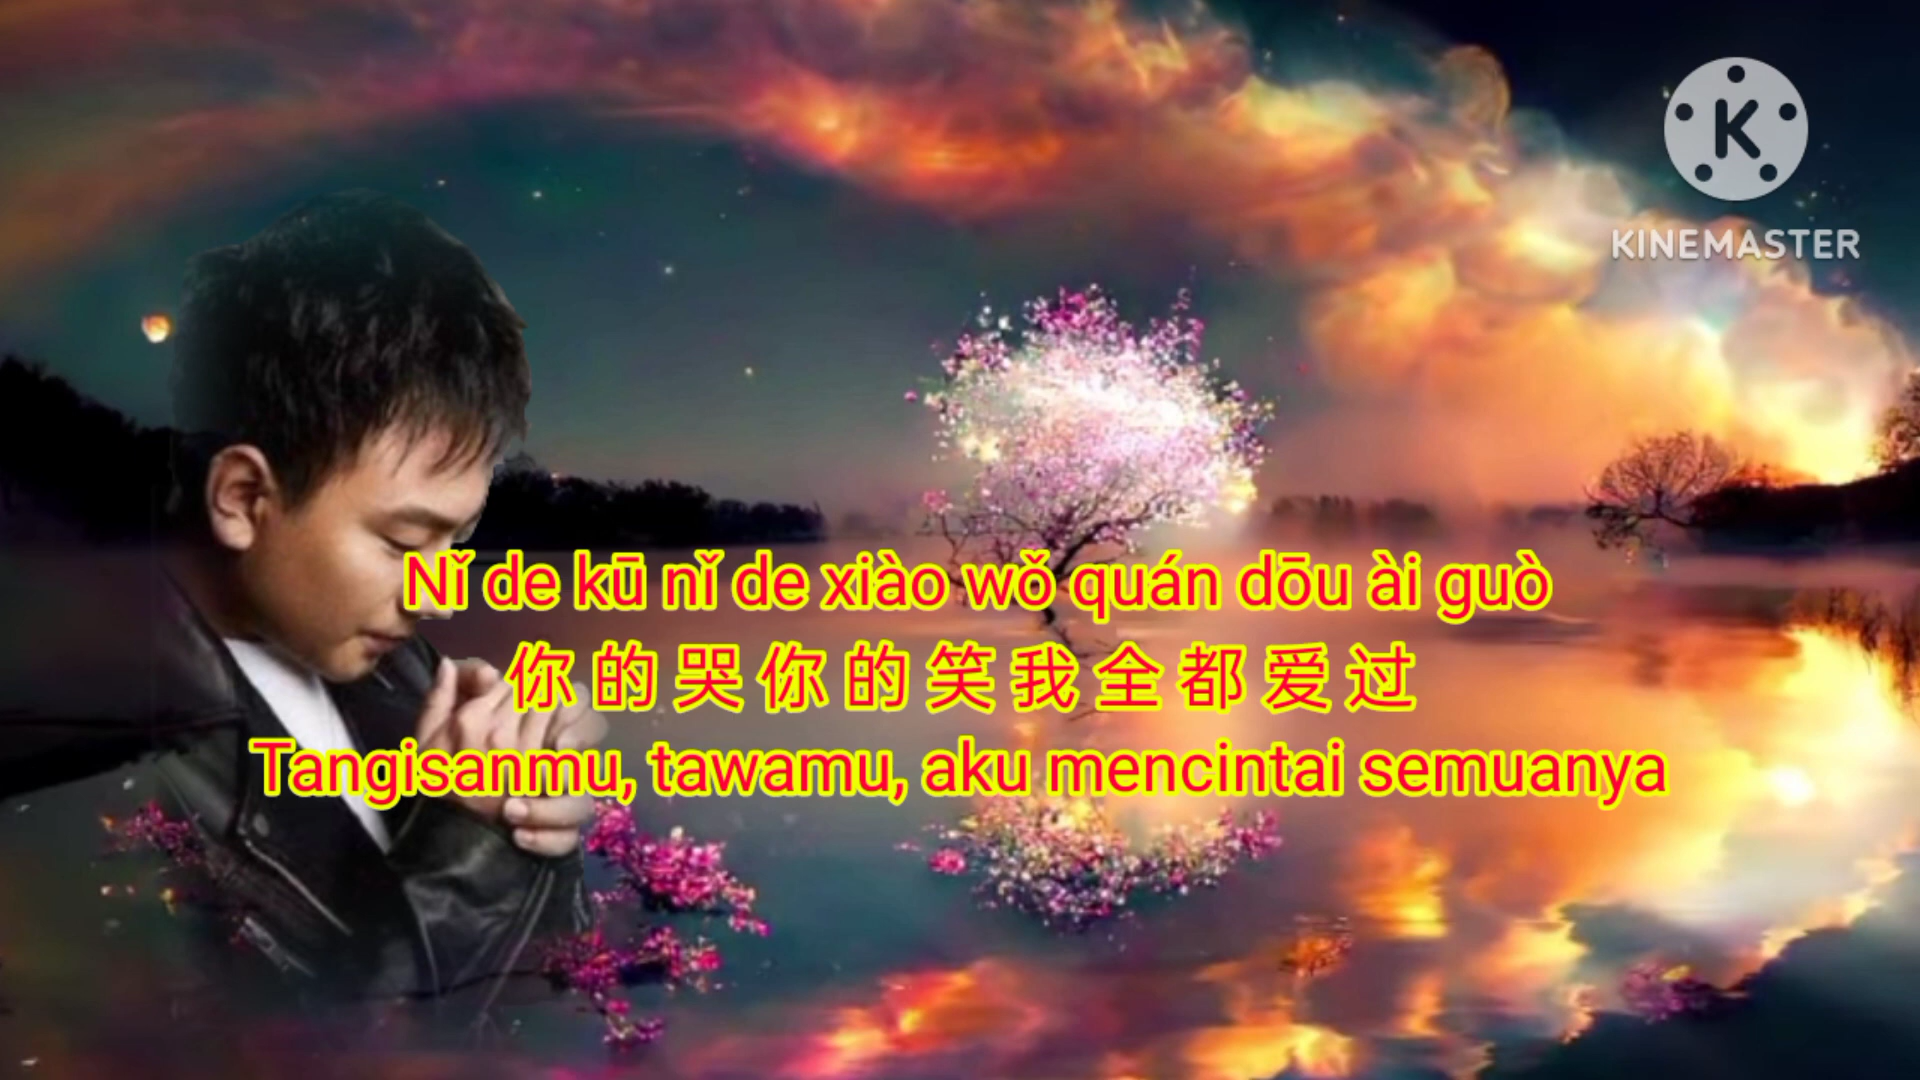 K
KINEMASTER
Nǐ de kū nǐ de xiào wǒ quán dōu ài guò
你的哭你的笑我全都爱过
Tangisanmu, tawamu, aku mencintai semuanya